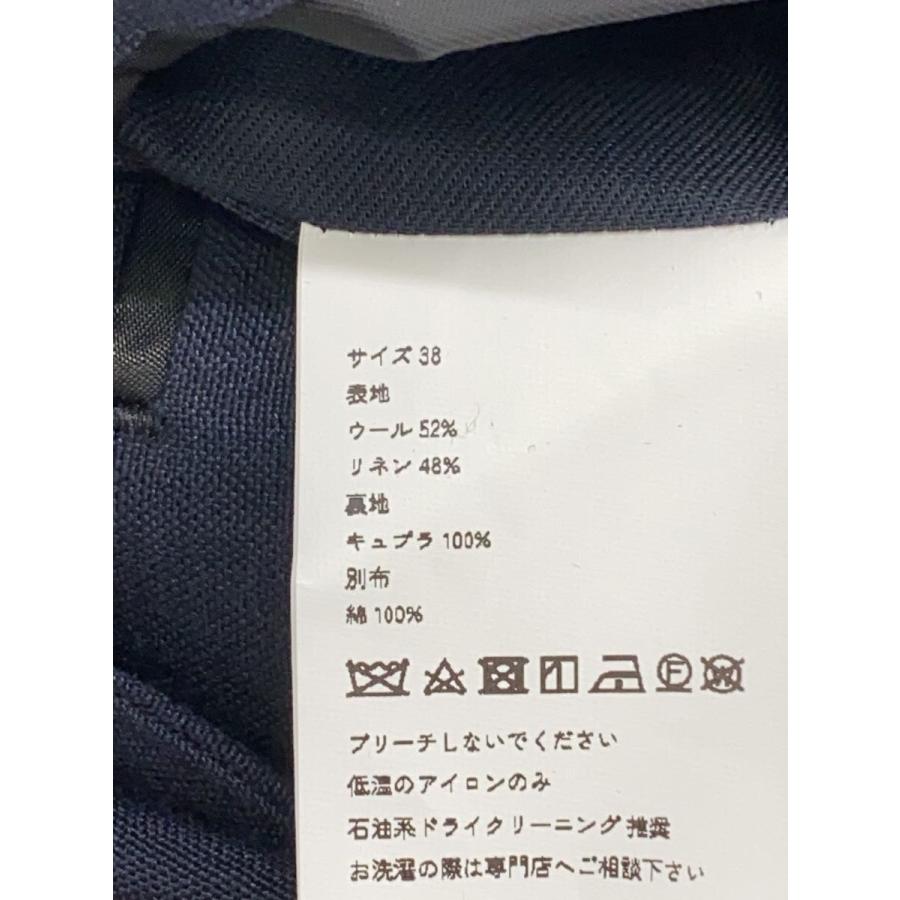 サイズ 38
表地
ウール 52%
リネン 48%
裏地
キュプラ 100%
別布
綿 100%
ブリーチしないでください
低温のアイロンのみ
石油系ドライクリーニング 推奨
お洗濯の際は専門店へご相談下さい